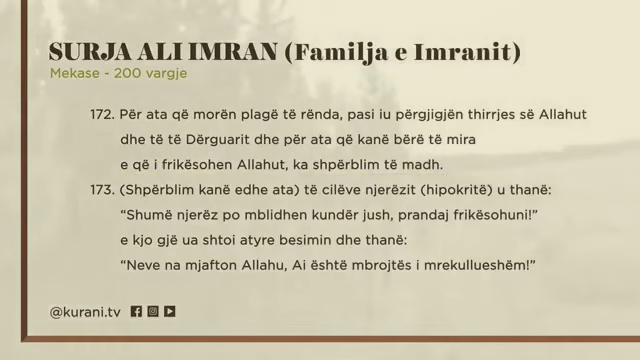 SURJA ALI IMRAN (Familja e Imranit)
Mekase - 200 vargje
172. Për ata që morën plagë të rënda, pasi iu përgjigjën thirrjes së Allahut
dhe të të Dërguarit dhe për ata që kanë bërë të mira
e që i frikësohen Allahut, ka shpërblim të madh.
173. (Shpërblim kanë edhe ata) të cilëve njerëzit (hipokritë) u thanë:
“Shumë njerëz po mblidhen kundër jush, prandaj frikësohuni!”
e kjo gjë ua shtoi atyre besimin dhe thanë:
“Neve na mjafton Allahu, Ai është mbrojtës i mrekullueshëm!”
@kurani.tv